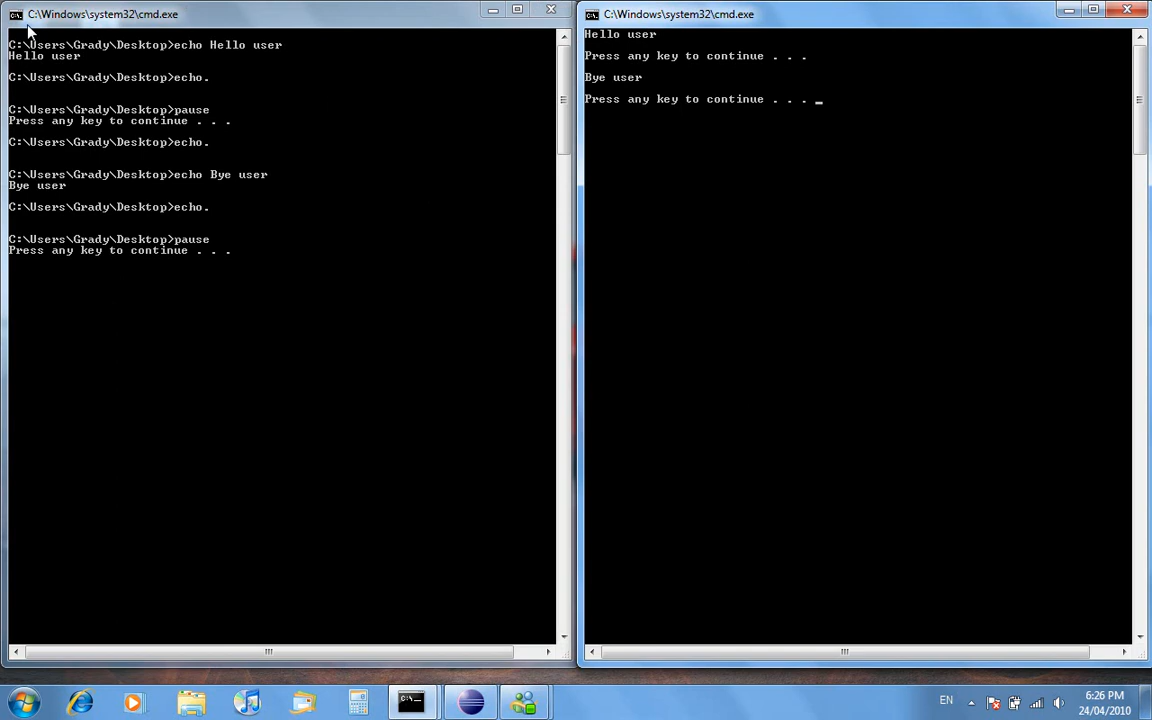 C:\Windows\system32\cmd.exe
C:\Users\Grady\Desktop>echo Hello user
Hello user
C:\Users\Grady\Desktop>echo.
C:\Users\Grady\Desktop>pause
Press any key to continue . . .
C:\Users\Grady\Desktop>echo.
C:\Users\Grady\Desktop>echo Bye user
Bye user
C:\Users\Grady\Desktop>echo.
C:\Users\Grady\Desktop>pause
Press any key to continue . . .
C:\Windows\system32\cmd.exe
Hello user
Press any key to continue . . .
Bye user
Press any key to continue . . . _
EN
6:26 PM
24/04/2010